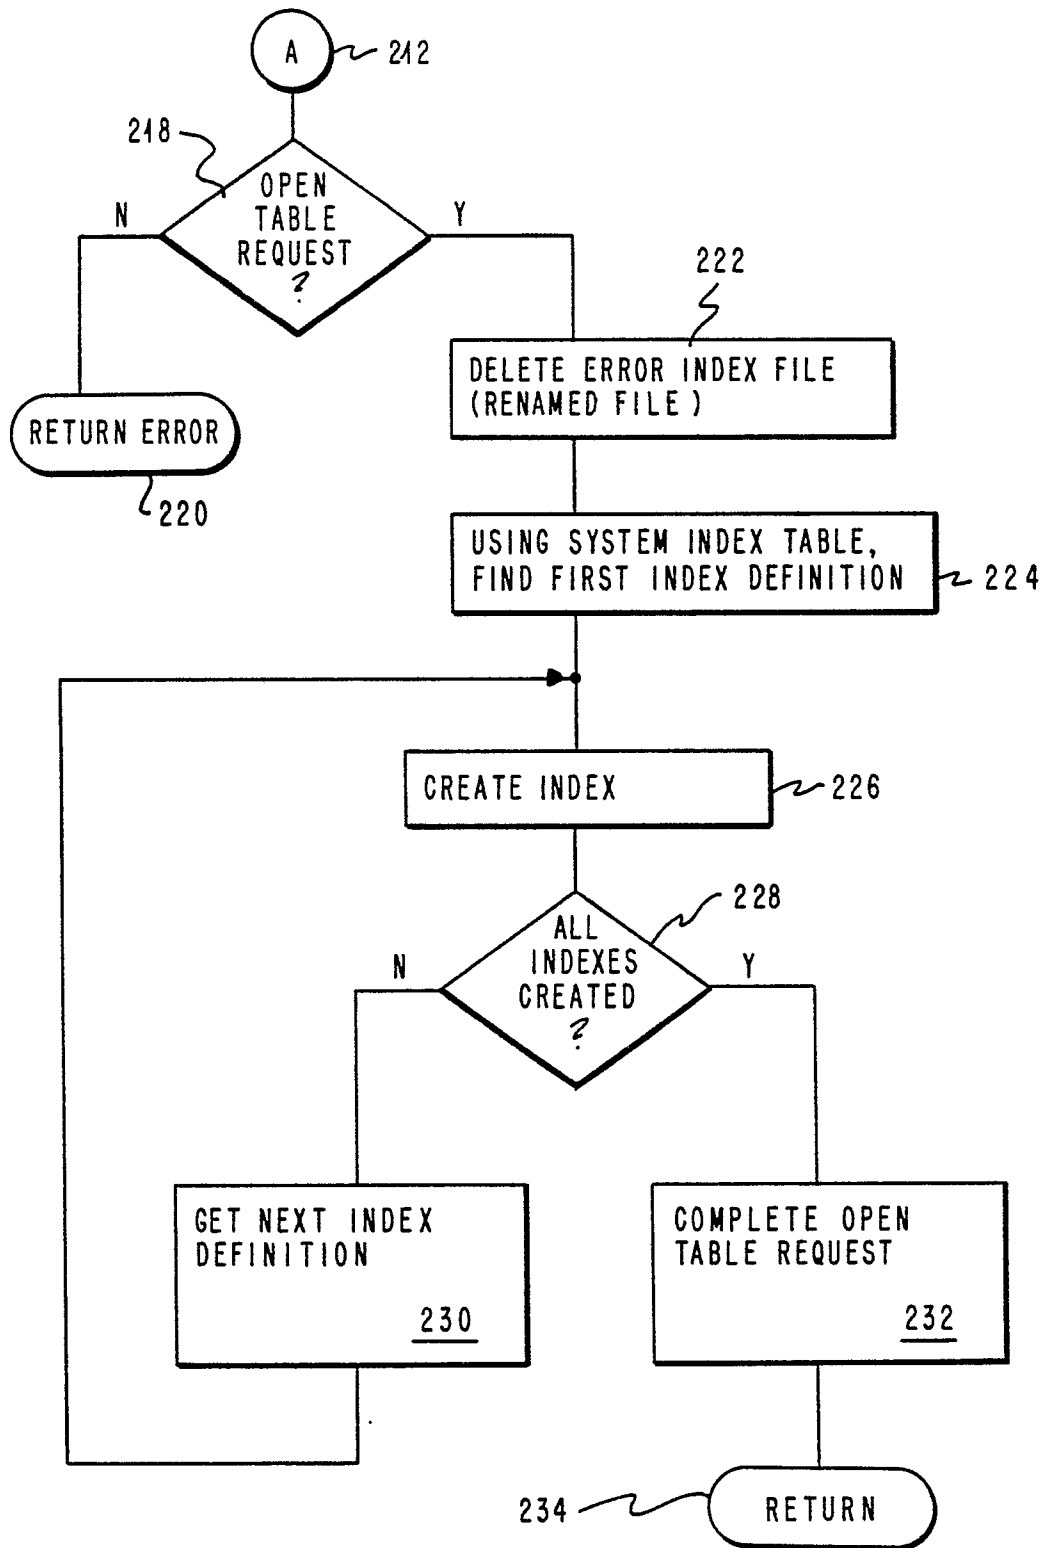 A
212
218
OPEN
TABLE
REQUEST
?
N
Y
222
DELETE ERROR INDEX FILE
(RENAMED FILE)
RETURN ERROR
220
USING SYSTEM INDEX TABLE,
FIND FIRST INDEX DEFINITION
224
CREATE INDEX
226
228
ALL
INDEXES
CREATED
?
N
Y
GET NEXT INDEX
DEFINITION
230
COMPLETE OPEN
TABLE REQUEST
232
234
RETURN